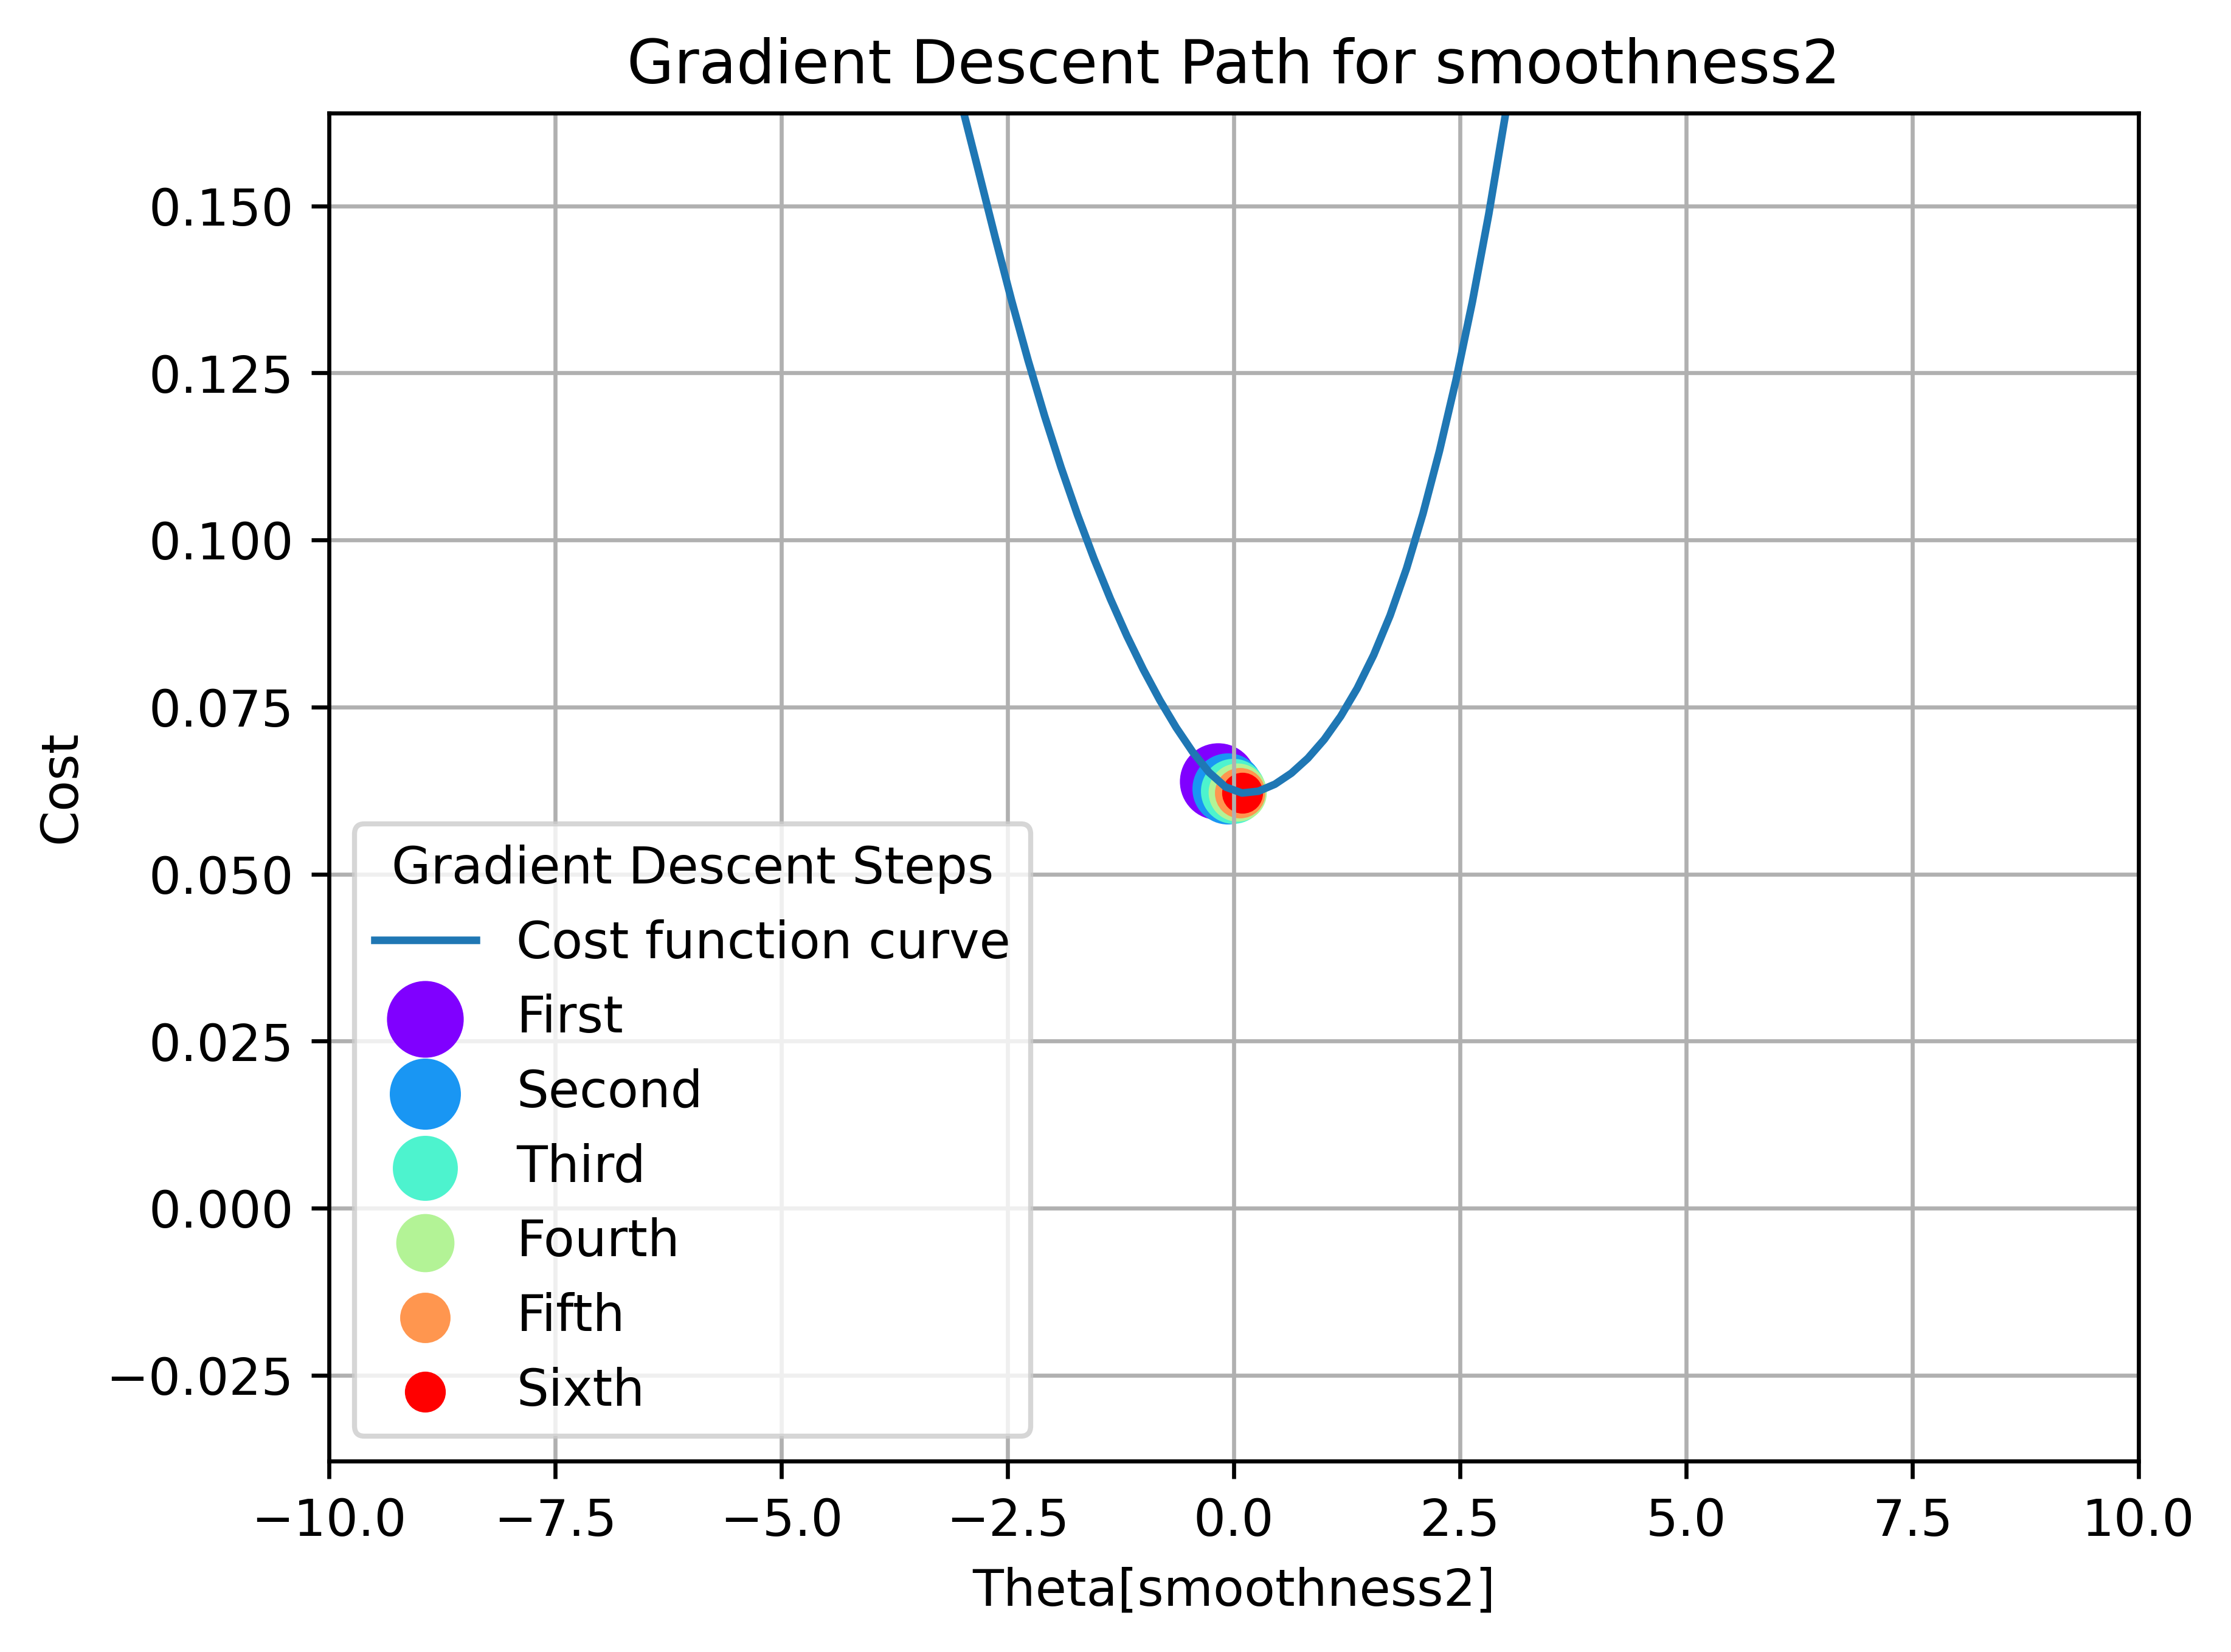 Gradient Descent Path for smoothness2
Cost
0.150
0.125
0.100
0.075
0.050
0.025
0.000
−0.025
Gradient Descent Steps
Cost function curve
First
Second
Third
Fourth
Fifth
Sixth
−10.0 −7.5 −5.0 −2.5 0.0 2.5 5.0 7.5 10.0
Theta[smoothness2]